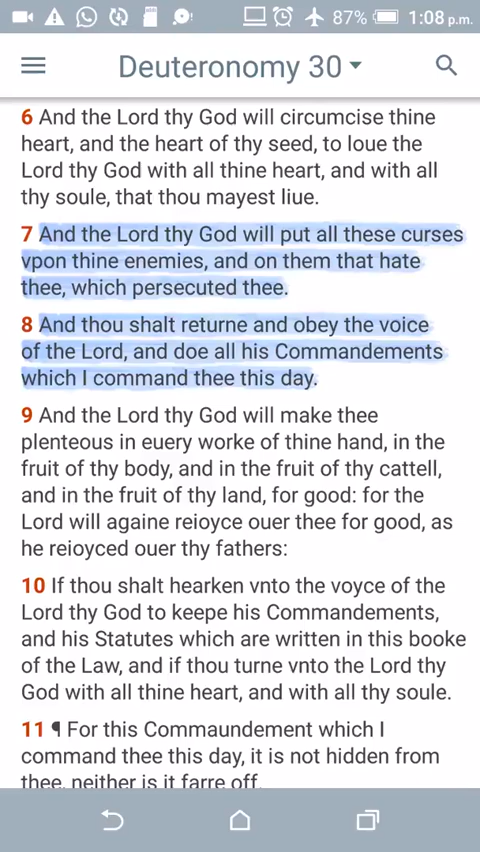 87% 1:08 p.m.
Deuteronomy 30
6 And the Lord thy God will circumcise thine
heart, and the heart of thy seed, to loue the
Lord thy God with all thine heart, and with all
thy soule, that thou mayest liue.
7 And the Lord thy God will put all these curses
vpon thine enemies, and on them that hate
thee, which persecuted thee.
8 And thou shalt returne and obey the voice
of the Lord, and doe all his Commandements
which I command thee this day.
9 And the Lord thy God will make thee
plenteous in euery worke of thine hand, in the
fruit of thy body, and in the fruit of thy cattell,
and in the fruit of thy land, for good: for the
Lord will againe reioyce ouer thee for good, as
he reioyced ouer thy fathers:
10 If thou shalt hearken vnto the voyce of the
Lord thy God to keepe his Commandements,
and his Statutes which are written in this booke
of the Law, and if thou turne vnto the Lord thy
God with all thine heart, and with all thy soule.
11 ¶ For this Commaundement which I
command thee this day, it is not hidden from
thee, neither is it farre off.